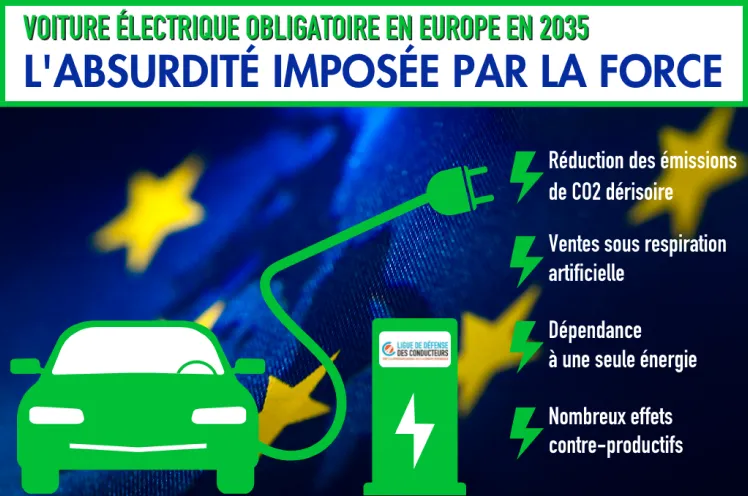 VOITURE ÉLECTRIQUE OBLIGATOIRE EN EUROPE EN 2035
L'ABSURDITÉ IMPOSÉE PAR LA FORCE
Réduction des émissions
de CO2 dérisoire
Ventes sous respiration
artificielle
Dépendance
à une seule énergie
Nombreux effets
contre-productifs
LIGUE DE DÉFENSE
DES CONDUCTEURS